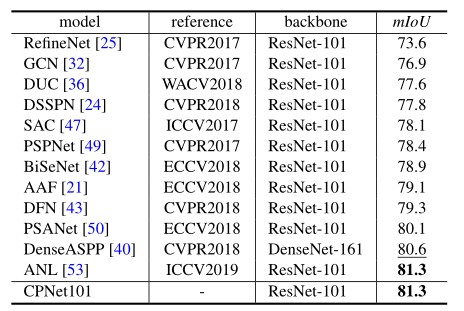 model reference backbone mIoU
RefineNet [25] CVPR2017 ResNet-101 73.6
GCN [32] CVPR2017 ResNet-101 76.9
DUC [36] WACV2018 ResNet-101 77.6
DSSPN [24] CVPR2018 ResNet-101 77.8
SAC [47] ICCV2017 ResNet-101 78.1
PSPNet [49] CVPR2017 ResNet-101 78.4
BiSeNet [42] ECCV2018 ResNet-101 78.9
AAF [21] ECCV2018 ResNet-101 79.1
DFN [43] CVPR2018 ResNet-101 79.3
PSANet [50] ECCV2018 ResNet-101 80.1
DenseASPP [40] CVPR2018 DenseNet-161 80.6
ANL [53] ICCV2019 ResNet-101 81.3
CPNet101 - ResNet-101 81.3